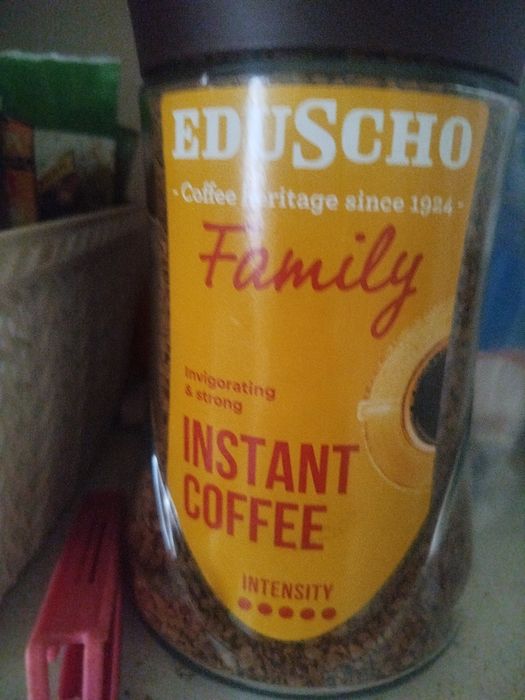 EDUSCHO
- Coffee Heritage since 1924 -
Family
Invigorating
& strong
INSTANT
COFFEE
INTENSITY